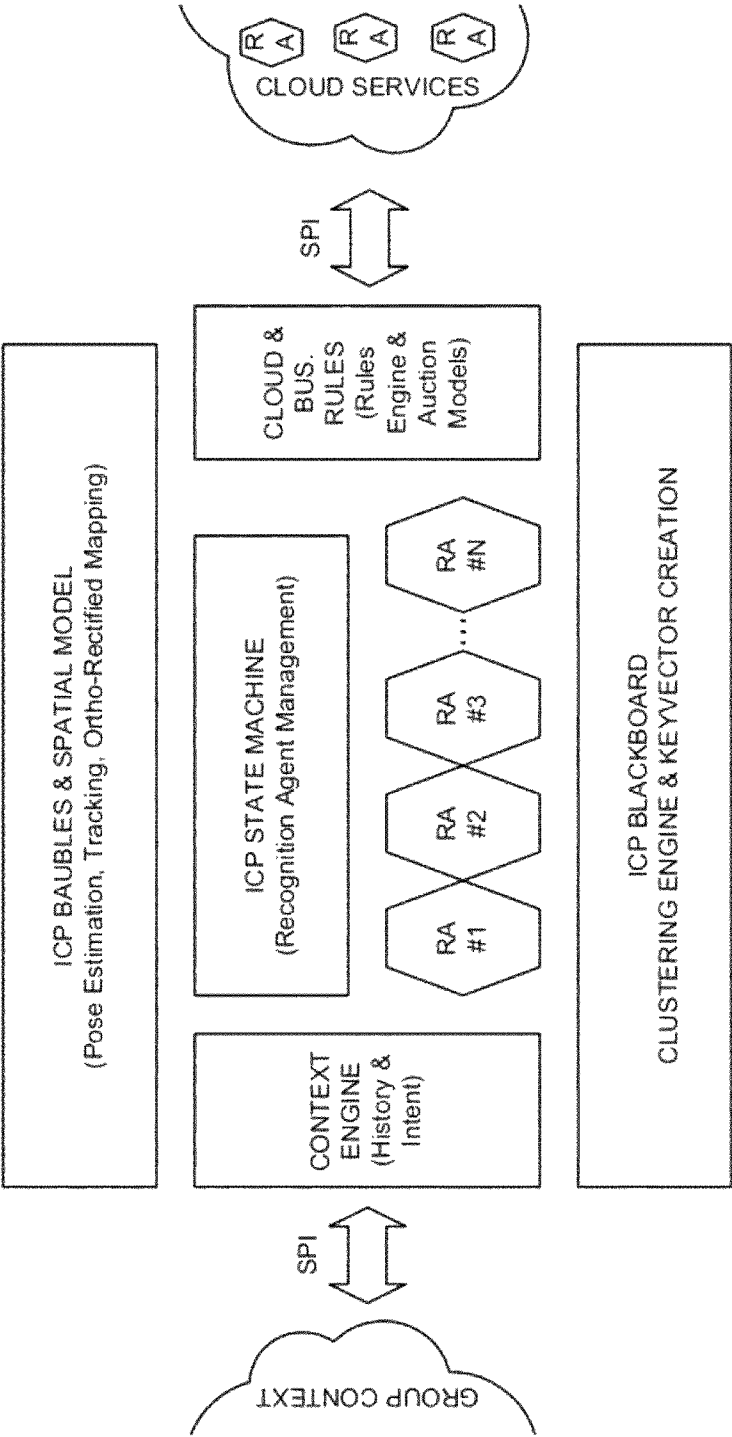 ICP BAUBLES & SPATIAL MODEL
(Pose Estimation, Tracking, Ortho-Rectified Mapping)
GROUP CONTEXT
SPI
CONTEXT
ENGINE
(History &
Intent)
ICP STATE MACHINE
(Recognition Agent Management)
RA
#1
RA
#2
RA
#3
...
RA
#N
CLOUD &
BUS.
RULES
(Rules
Engine &
Auction
Models)
SPI
CLOUD SERVICES
R
A
R
A
R
A
ICP BLACKBOARD
CLUSTERING ENGINE & KEYVECTOR CREATION